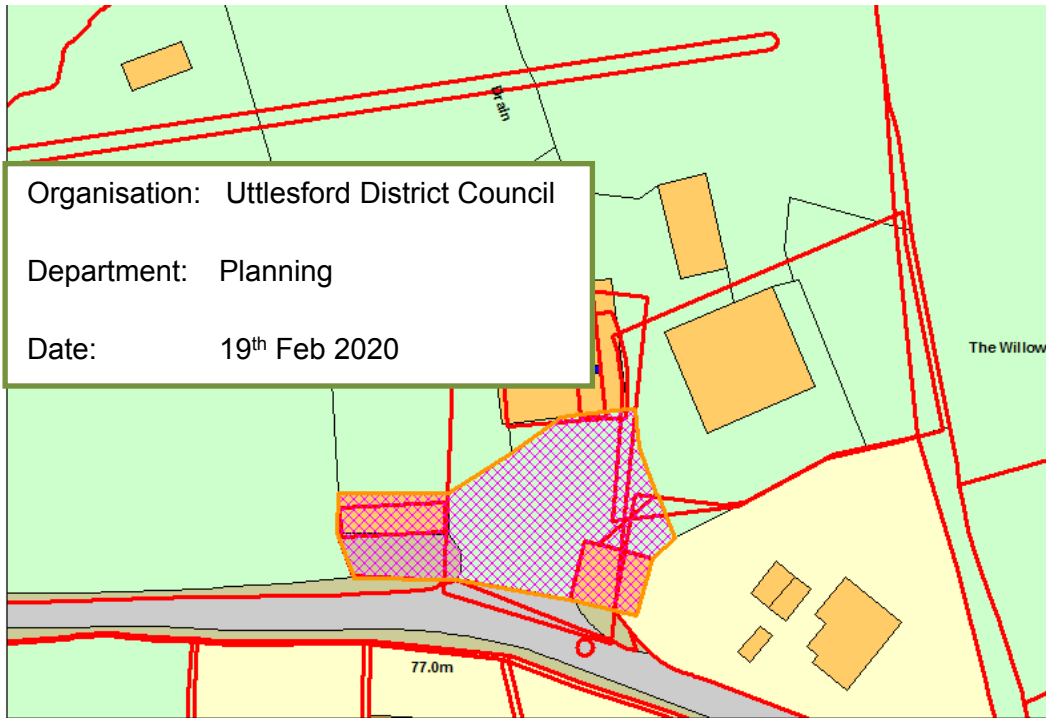 Drain
Organisation: Uttlesford District Council
Department: Planning
Date: 19th Feb 2020
The Willow
77.0m